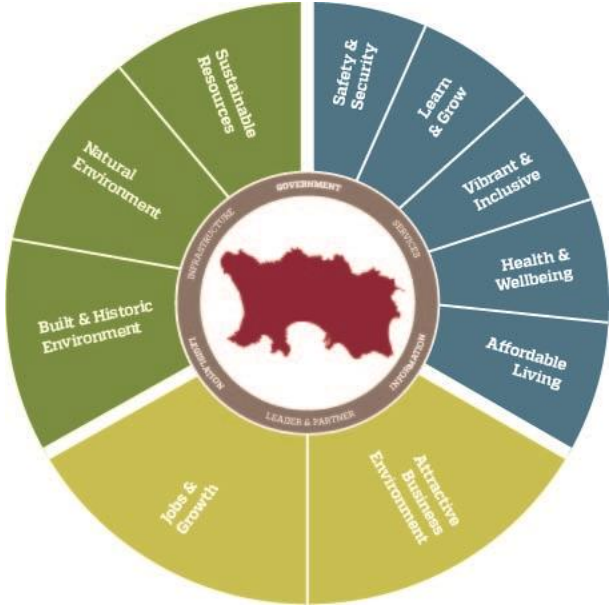 Safety &
Security
Learn
& Grow
Vibrant &
Inclusive
Health &
Wellbeing
Affordable
Living
Attractive
Business
Environment
Jobs &
Growth
Built & Historic
Environment
Natural
Environment
Sustainable
Resources
GOVERNMENT
SERVICES
INFORMATION
LEADER & PARTNER
LEGISLATION
INFRASTRUCTURE